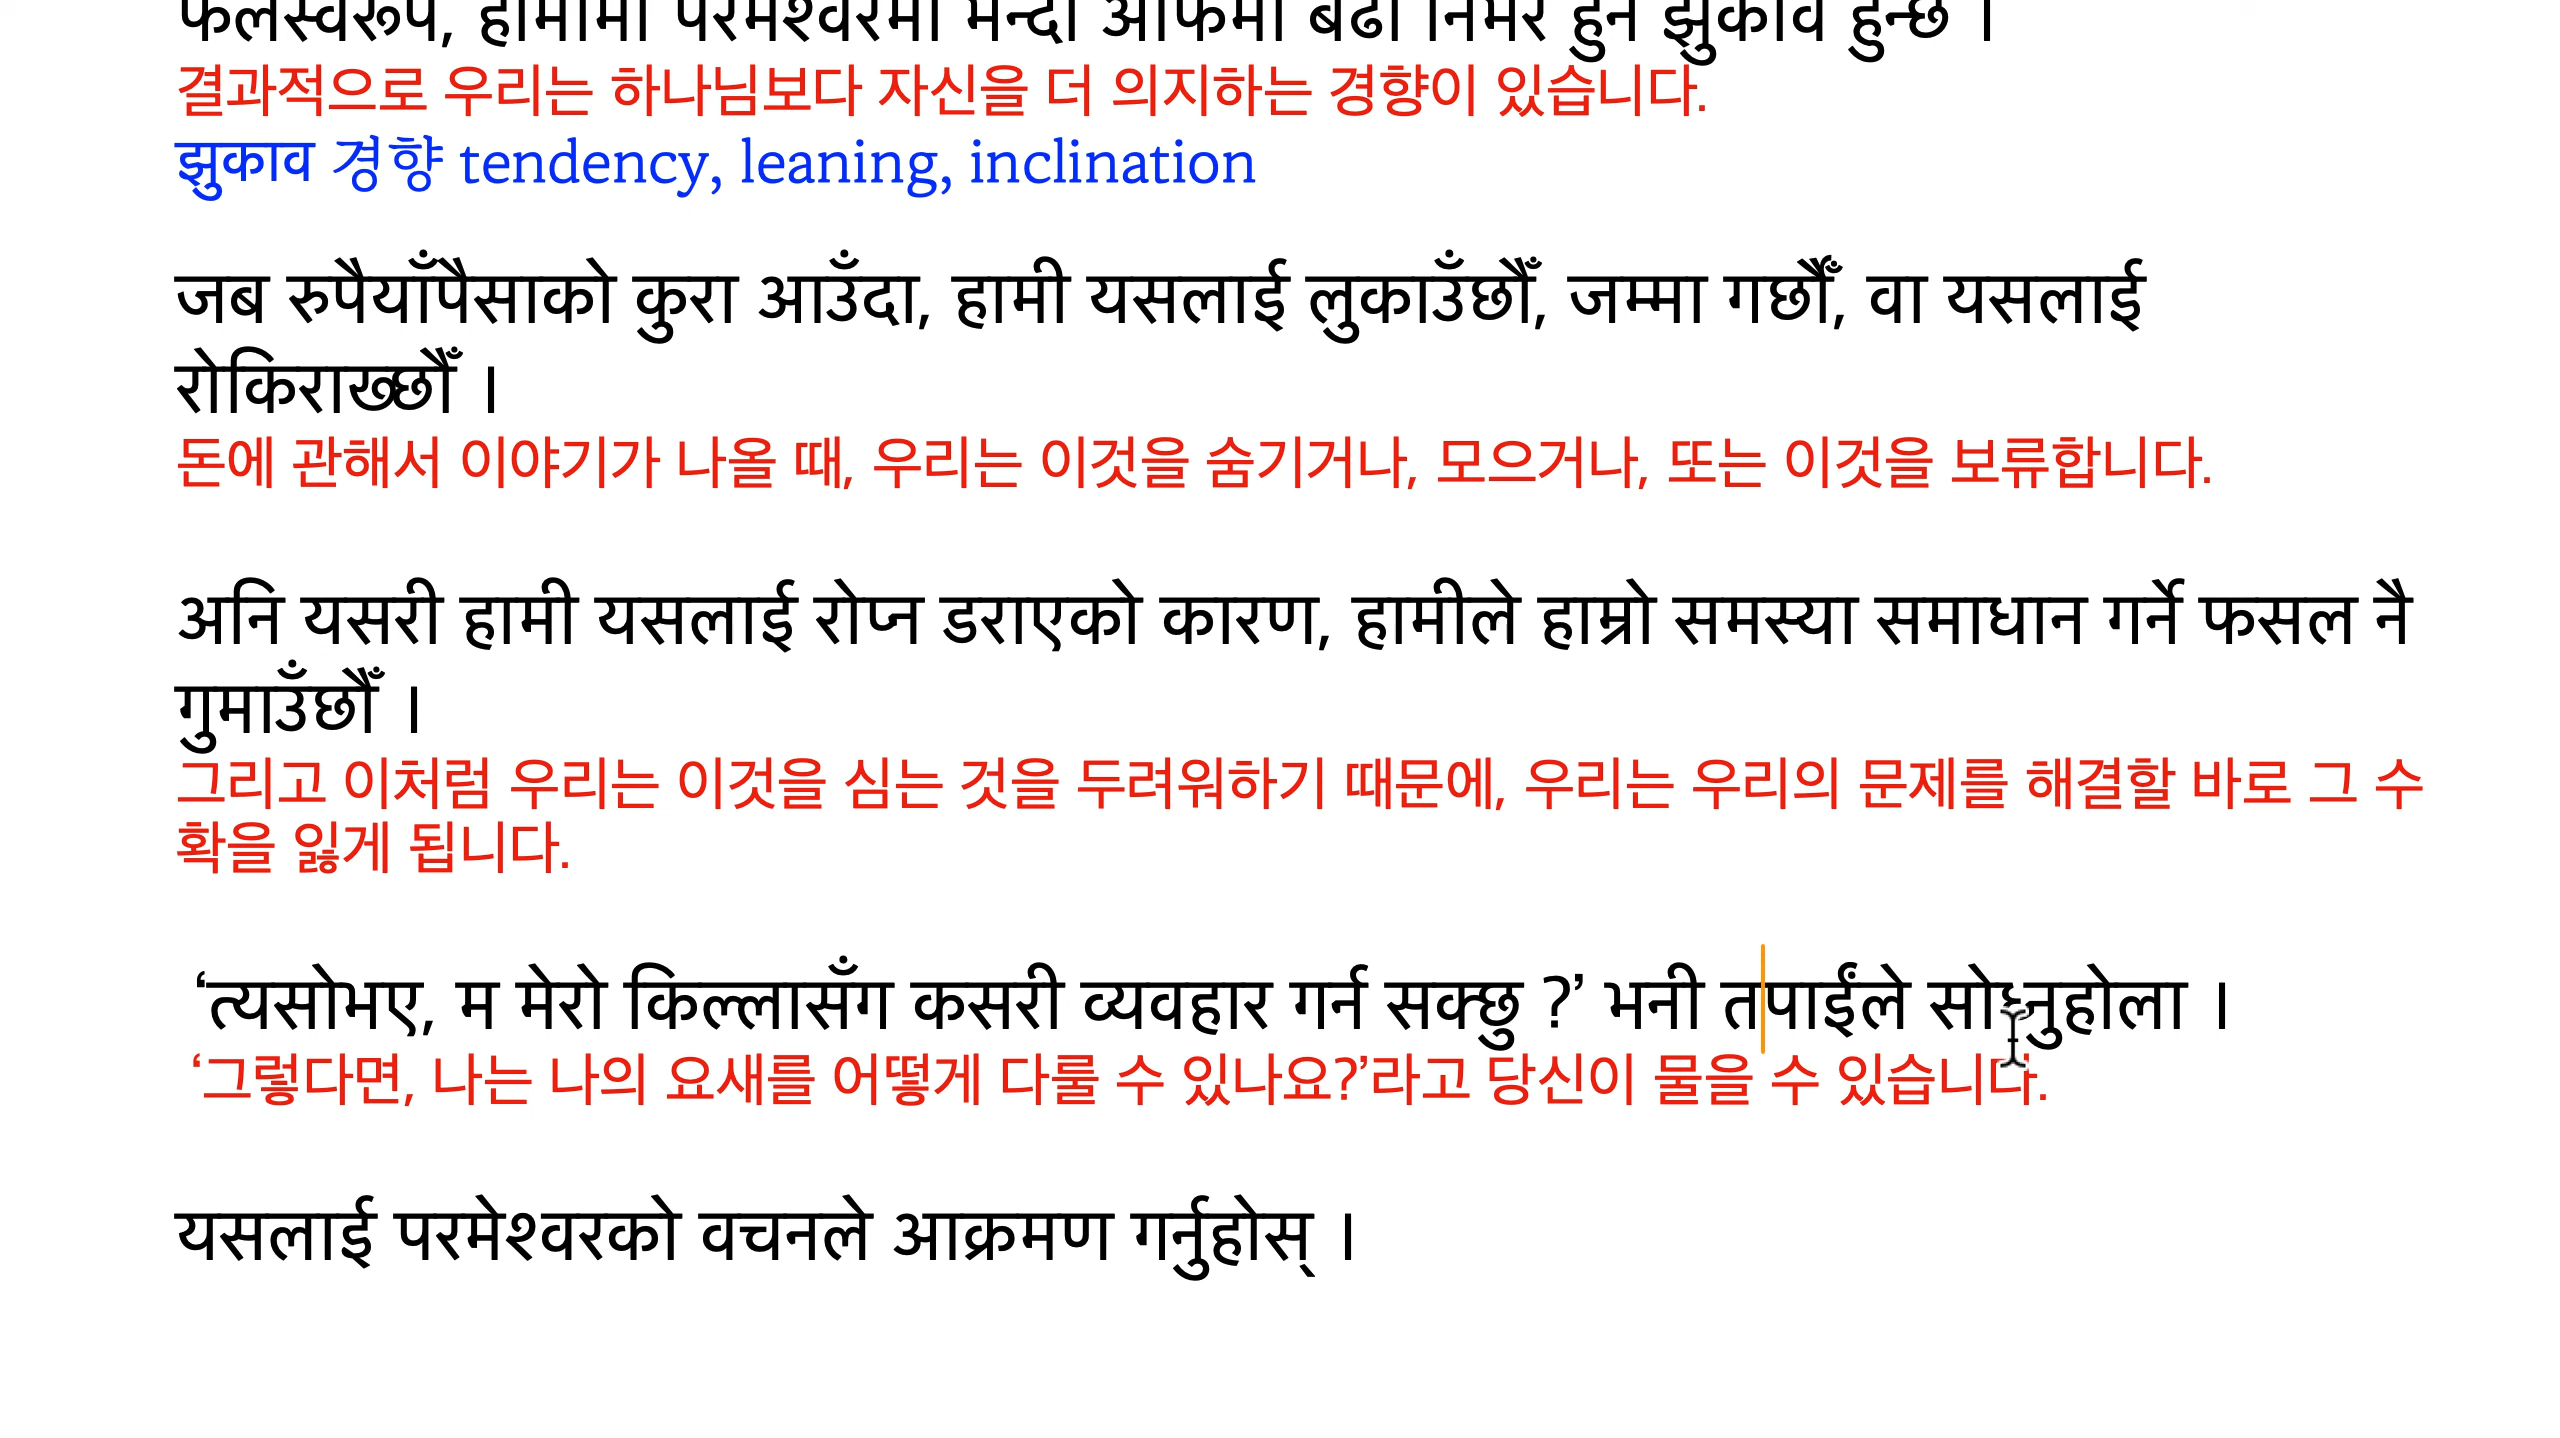 फलस्वरूप, हामीमा परमेश्वरमा भन्दा आफैमा बढी निर्भर हुने झुकाव हुन्छ ।
결과적으로 우리는 하나님보다 자신을 더 의지하는 경향이 있습니다.
झुकाव 경향 tendency, leaning, inclination
जब रुपैयाँपैसाको कुरा आउँदा, हामी यसलाई लुकाउँछौँ, जम्मा गर्छौँ, वा यसलाई
रोकिराख्छौँ ।
돈에 관해서 이야기가 나올 때, 우리는 이것을 숨기거나, 모으거나, 또는 이것을 보류합니다.
अनि यसरी हामी यसलाई रोप्न डराएको कारण, हामीले हाम्रो समस्या समाधान गर्ने फसल नै
गुमाउँछौँ ।
그리고 이처럼 우리는 이것을 심는 것을 두려워하기 때문에, 우리는 우리의 문제를 해결할 바로 그 수
확을 잃게 됩니다.
‘त्यसोभए, म मेरो किल्लासँग कसरी व्यवहार गर्न सक्छु ?’ भनी तपाईंले सोध्नुहोला ।
‘그렇다면, 나는 나의 요새를 어떻게 다룰 수 있나요?’라고 당신이 물을 수 있습니다.
यसलाई परमेश्वरको वचनले आक्रमण गर्नुहोस् ।